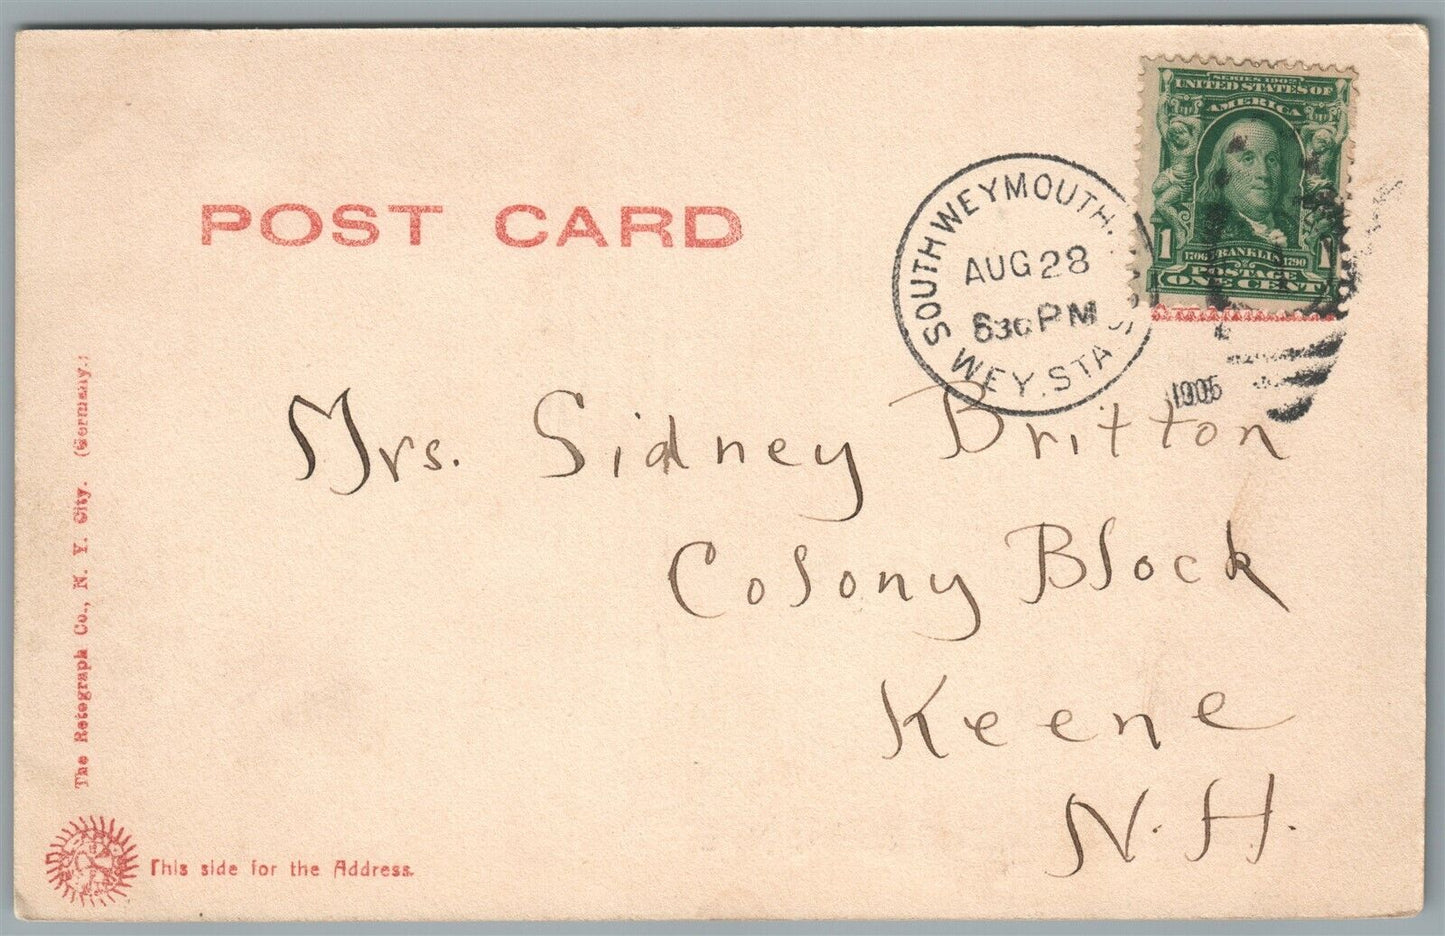 SERIES 1902
UNITED STATES OF
AMERICA
1706 FRANKLIN 1790
1 POSTAGE 1
ONE CENT
POST CARD
SOUTH WEYMOUTH,
AUG 28
630 PM
WEY. STA
1905
Mrs. Sidney Britton
Colony Block
Keene
N. H.
The Rotograph Co., N. Y. City. (Germany.)
This side for the Address.